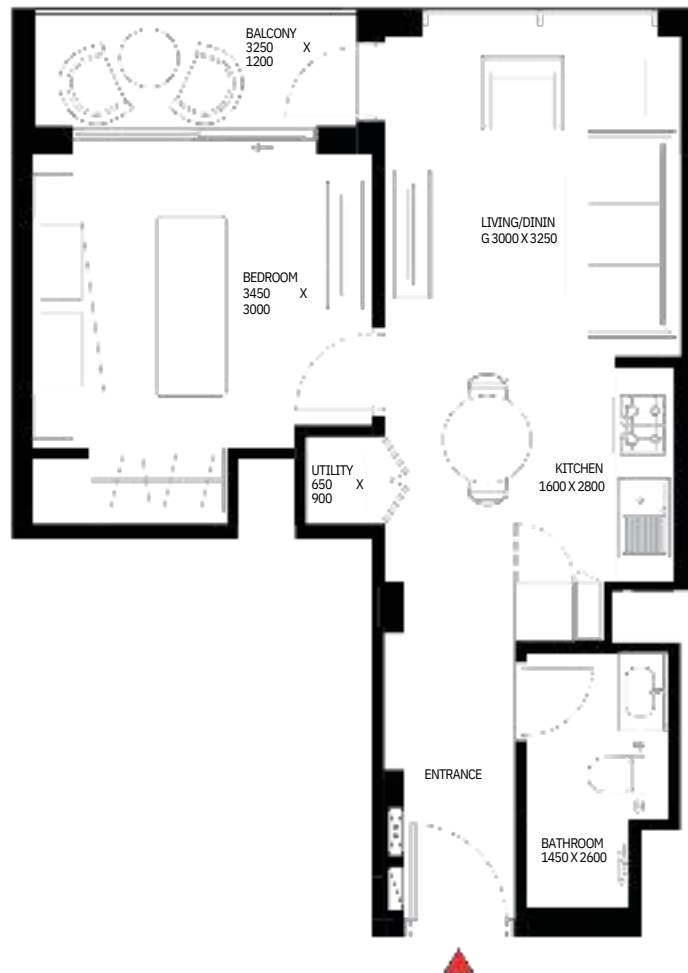 BALCONY
3250 X
1200
LIVING/DININ
G 3000 X 3250
BEDROOM
3450 X
3000
UTILITY
650 X
900
KITCHEN
1600 X 2800
ENTRANCE
BATHROOM
1450 X 2600